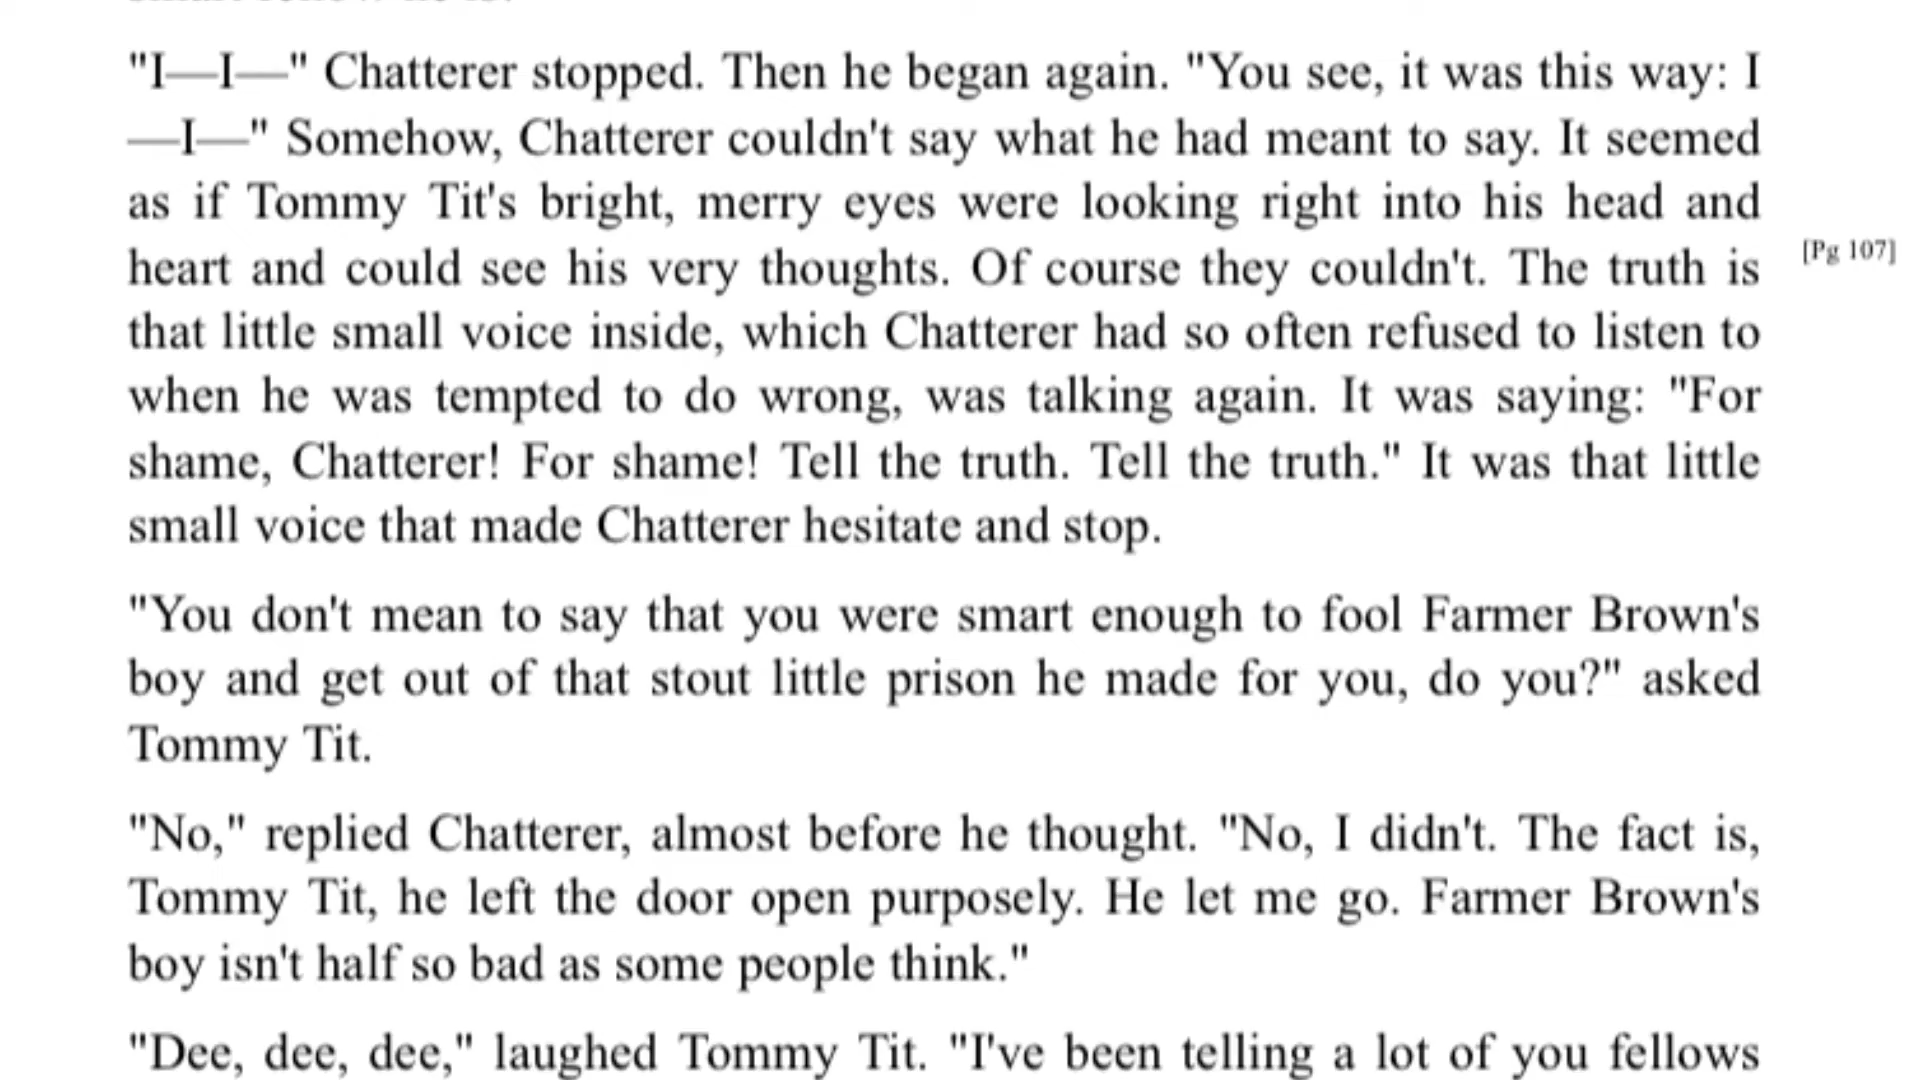 "I—I—" Chatterer stopped. Then he began again. "You see, it was this way: I
—I—" Somehow, Chatterer couldn't say what he had meant to say. It seemed
as if Tommy Tit's bright, merry eyes were looking right into his head and
heart and could see his very thoughts. Of course they couldn't. The truth is
[Pg 107]
that little small voice inside, which Chatterer had so often refused to listen to
when he was tempted to do wrong, was talking again. It was saying: "For
shame, Chatterer! For shame! Tell the truth. Tell the truth." It was that little
small voice that made Chatterer hesitate and stop.
"You don't mean to say that you were smart enough to fool Farmer Brown's
boy and get out of that stout little prison he made for you, do you?" asked
Tommy Tit.
"No," replied Chatterer, almost before he thought. "No, I didn't. The fact is,
Tommy Tit, he left the door open purposely. He let me go. Farmer Brown's
boy isn't half so bad as some people think."
"Dee, dee, dee," laughed Tommy Tit. "I've been telling a lot of you fellows